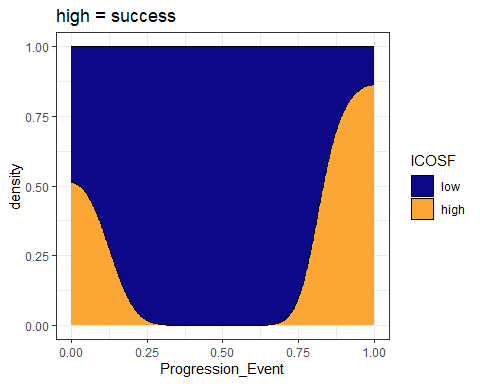 high = success
density
1.00
0.75
0.50
0.25
0.00
0.00 0.25 0.50 0.75 1.00
Progression_Event
ICOSF
low
high